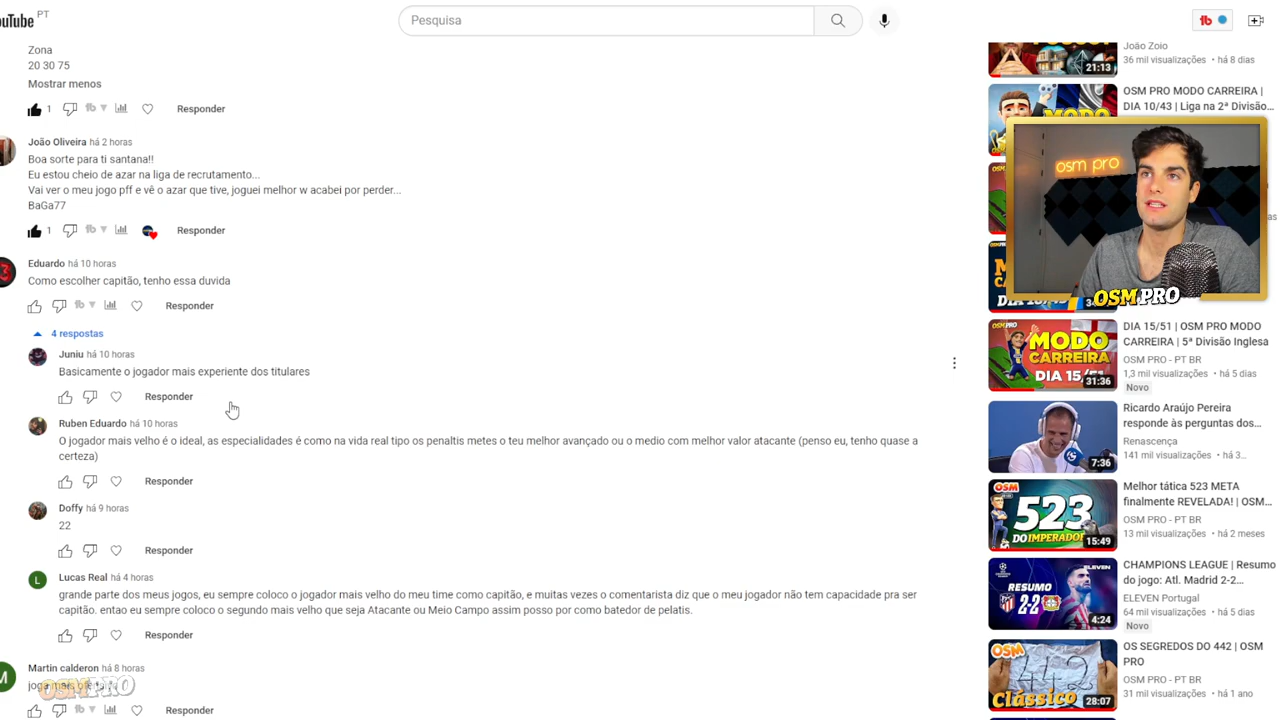 ouTube PT
Pesquisa
Zona
20 30 75
Mostrar menos
1 Responder
João Oliveira há 2 horas
Boa sorte para ti santana!!
Eu estou cheio de azar na liga de recrutamento...
Vai ver o meu jogo pff e vê o azar que tive, joguei melhor w acabei por perder...
BaGa77
1 Responder
Eduardo há 10 horas
Como escolher capitão, tenho essa duvida
Responder
4 respostas
Juniu há 10 horas
Basicamente o jogador mais experiente dos titulares
Responder
Ruben Eduardo há 10 horas
O jogador mais velho é o ideal, as especialidades é como na vida real tipo os penaltis metes o teu melhor avançado ou o medio com melhor valor atacante (penso eu, tenho quase a
certeza)
Responder
Doffy há 9 horas
22
Responder
L
Lucas Real há 4 horas
grande parte dos meus jogos, eu sempre coloco o jogador mais velho do meu time como capitão, e muitas vezes o comentarista diz que o meu jogador não tem capacidade pra ser
capitão. entao eu sempre coloco o segundo mais velho que seja Atacante ou Meio Campo assim posso por como batedor de pelatis.
Responder
M
Martin calderon há 8 horas
joga mais
OSM PRO
Responder
tb
21:13
João Zoio
36 mil visualizações • há 8 dias
OSM PRO MODO CARREIRA |
DIA 10/43 | Liga na 2ª Divisão...
osm pro
OSM PRO
OSM PRO
MODO
CARREIRA
DIA 15/51
31:36
DIA 15/51 | OSM PRO MODO
CARREIRA | 5ª Divisão Inglesa
OSM PRO - PT BR
1,3 mil visualizações • há 5 dias
Novo
7:36
Ricardo Araújo Pereira
responde às perguntas dos...
Renascença
141 mil visualizações • há 3...
OSM
523
DO IMPERADOR
15:49
Melhor tática 523 META
finalmente REVELADA! | OSM...
OSM PRO - PT BR
13 mil visualizações • há 2 meses
ELEVEN
RESUMO
2-2
4:24
CHAMPIONS LEAGUE | Resumo
do jogo: Atl. Madrid 2-2...
ELEVEN Portugal
64 mil visualizações • há 5 dias
Novo
OSM
442
Clássico
28:07
OS SEGREDOS DO 442 | OSM
PRO
OSM PRO - PT BR
31 mil visualizações • há 1 ano